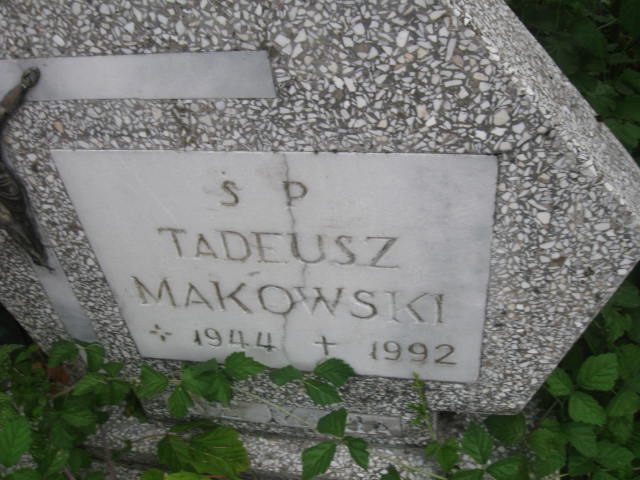 S P
TADEUSZ
MAKOWSKI
1944 + 1992